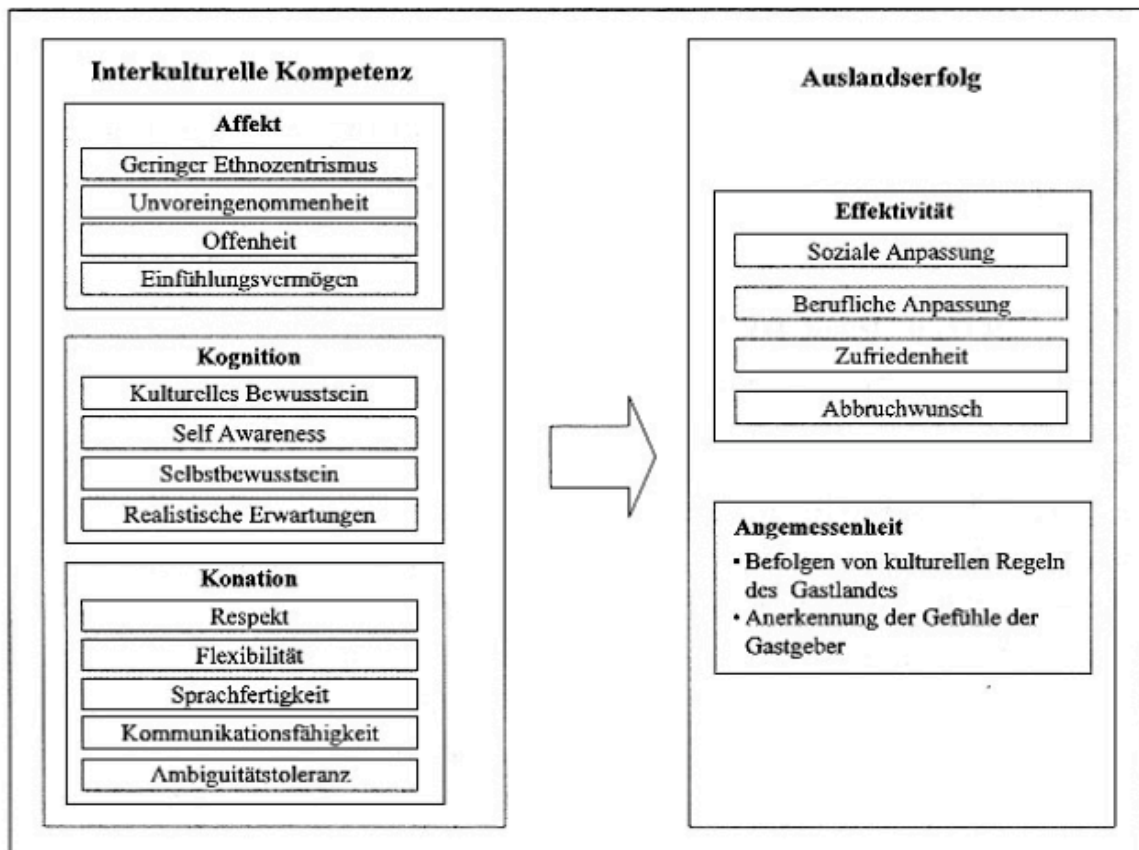 Interkulturelle Kompetenz
Affekt
Geringer Ethnozentrismus
Unvoreingenommenheit
Offenheit
Einfühlungsvermögen
Kognition
Kulturelles Bewusstsein
Self Awareness
Selbstbewusstsein
Realistische Erwartungen
Konation
Respekt
Flexibilität
Sprachfertigkeit
Kommunikationsfähigkeit
Ambiguitätstoleranz
Auslandserfolg
Effektivität
Soziale Anpassung
Berufliche Anpassung
Zufriedenheit
Abbruchwunsch
Angemessenheit
▪ Befolgen von kulturellen Regeln
des Gastlandes
• Anerkennung der Gefühle der
Gastgeber